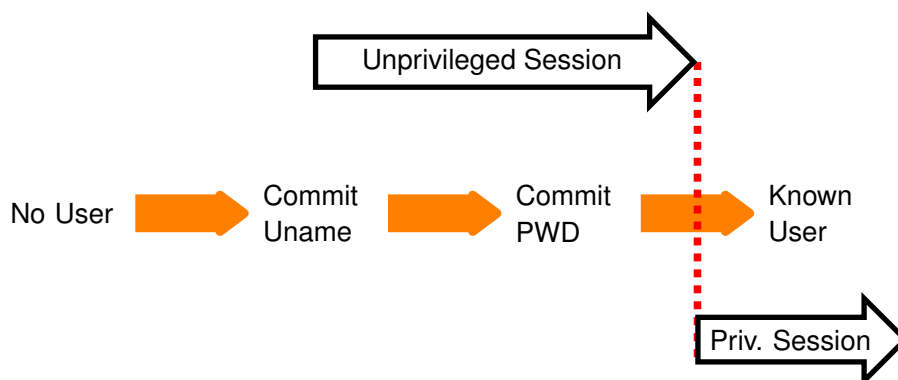 Unprivileged Session
No User
Commit
Uname
Commit
PWD
Known
User
Priv. Session